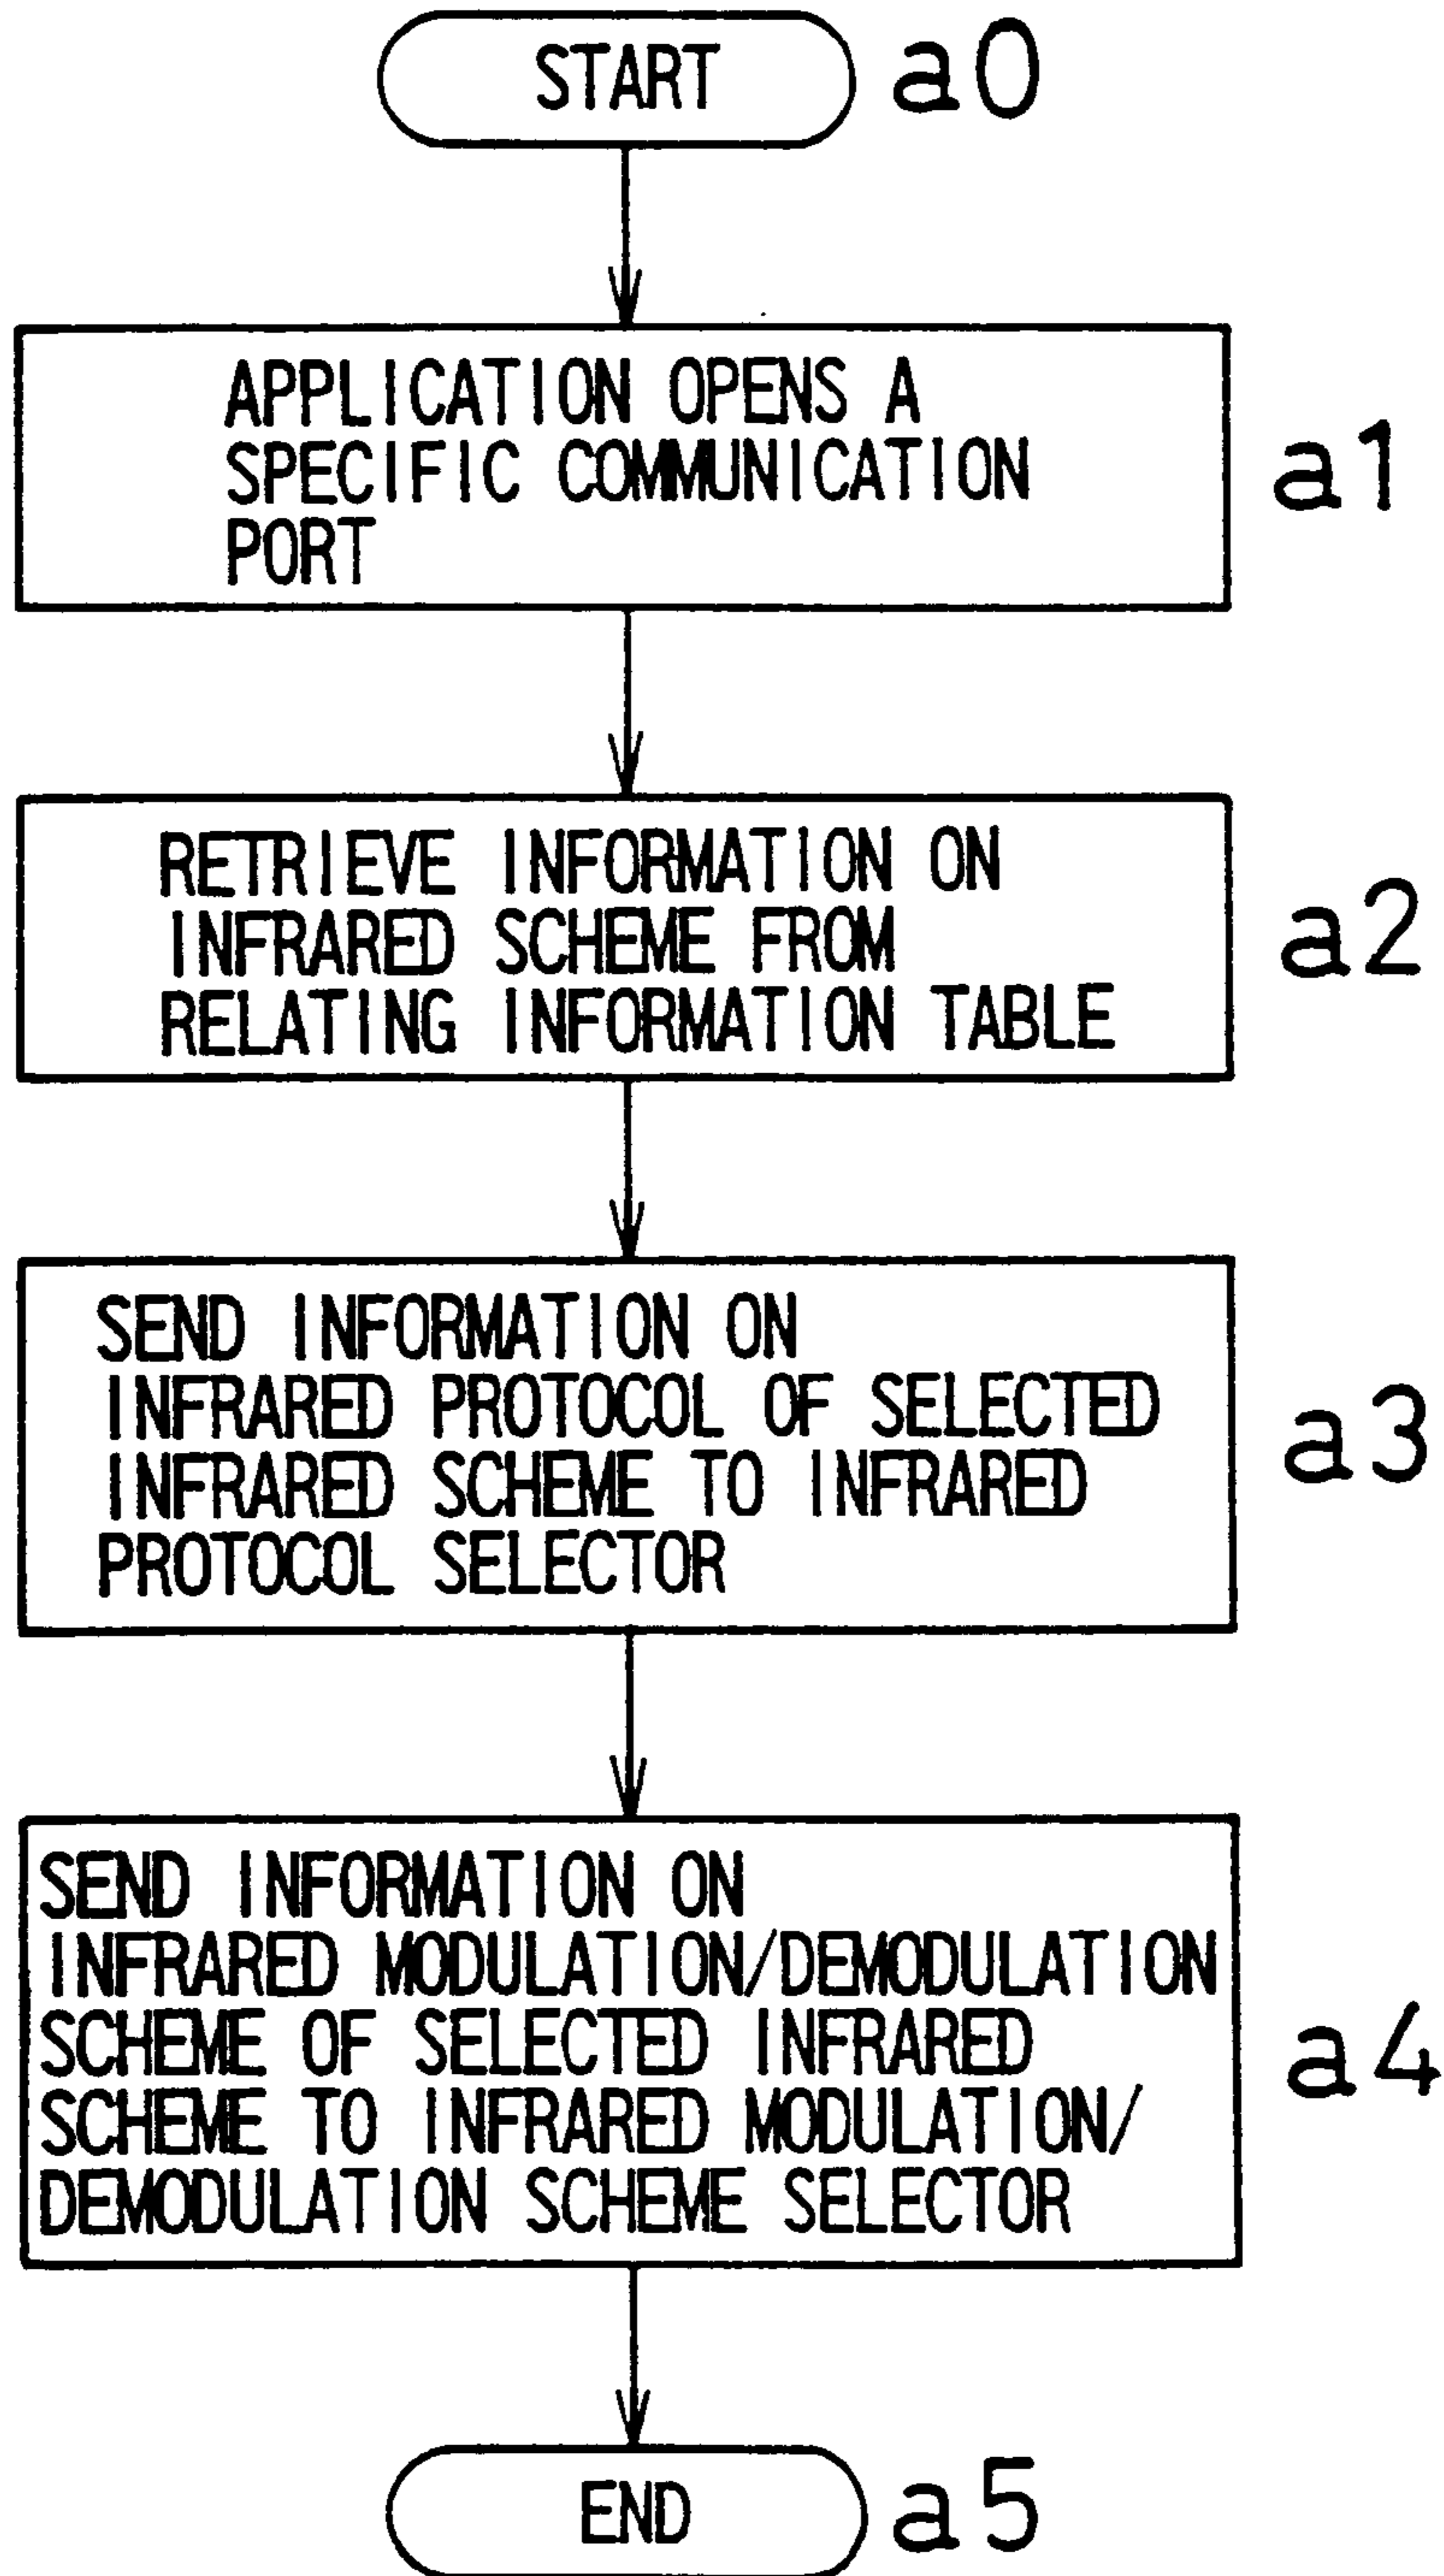 START a0
APPLICATION OPENS A
SPECIFIC COMMUNICATION
PORT
a1
RETRIEVE INFORMATION ON
INFRARED SCHEME FROM
RELATING INFORMATION TABLE
a2
SEND INFORMATION ON
INFRARED PROTOCOL OF SELECTED
INFRARED SCHEME TO INFRARED
PROTOCOL SELECTOR
a3
SEND INFORMATION ON
INFRARED MODULATION/DEMODULATION
SCHEME OF SELECTED INFRARED
SCHEME TO INFRARED MODULATION/
DEMODULATION SCHEME SELECTOR
a4
END a5